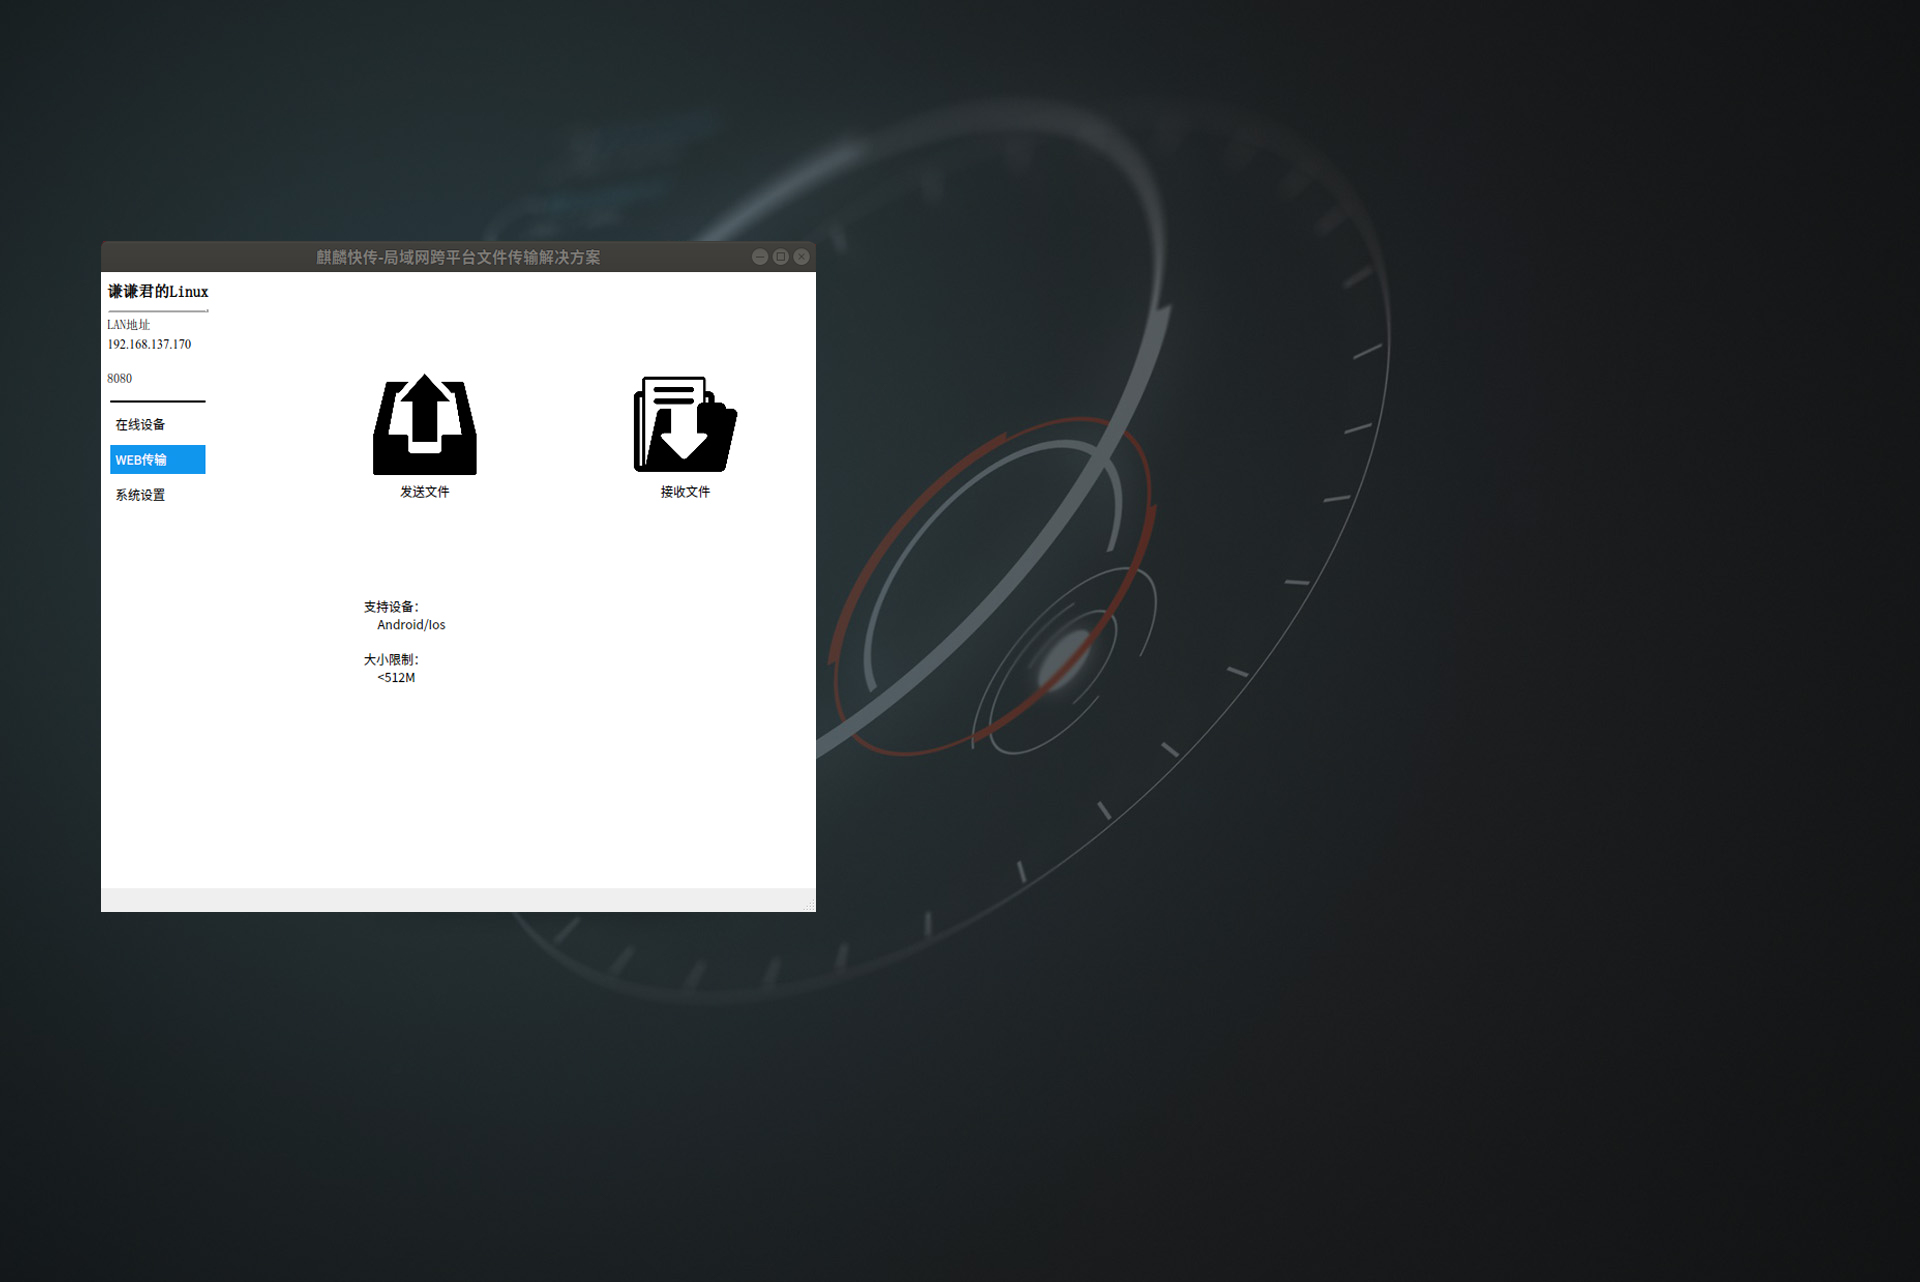 麒麟快传-局域网跨平台文件传输解决方案
谦谦君的Linux
LAN地址
192.168.137.170
8080
在线设备
WEB传输
系统设置
发送文件
接收文件
支持设备：
Android/Ios
大小限制：
<512M